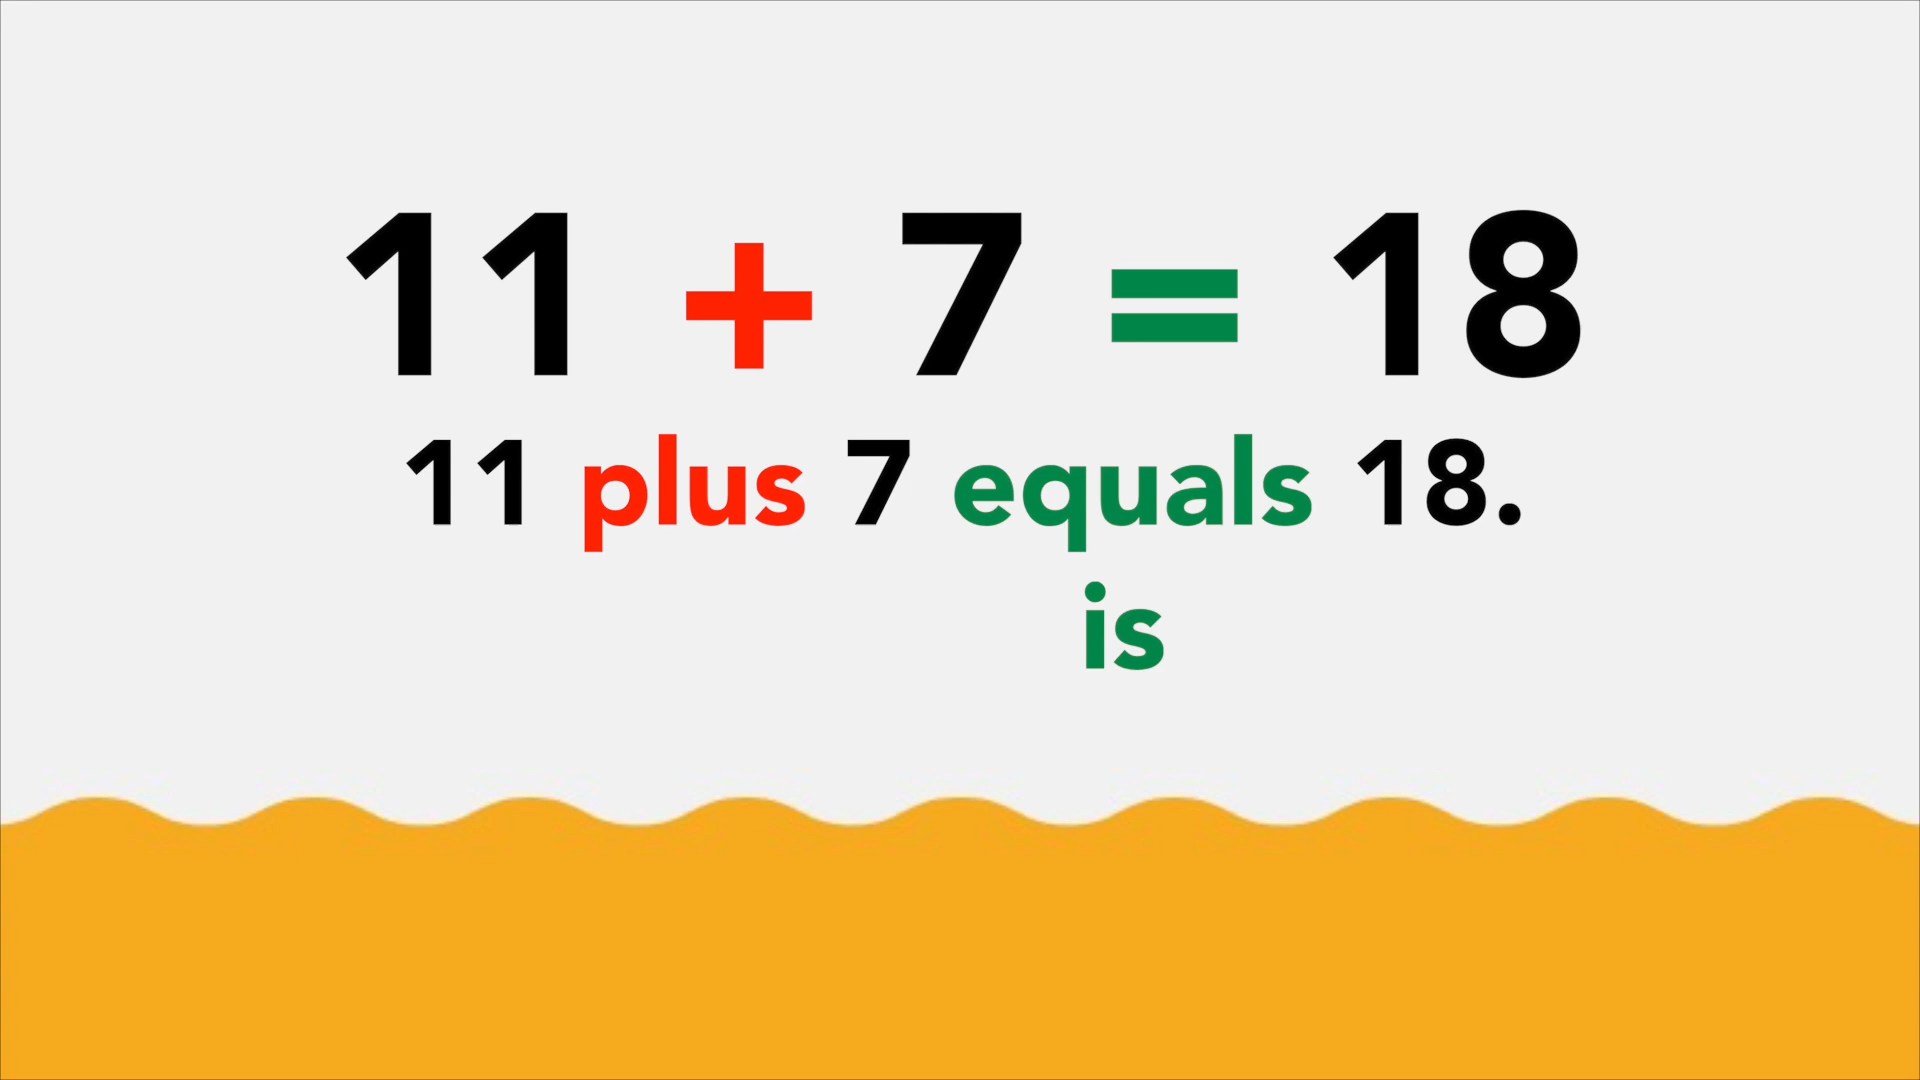 11 + 7 = 18
11 plus 7 equals 18.
is